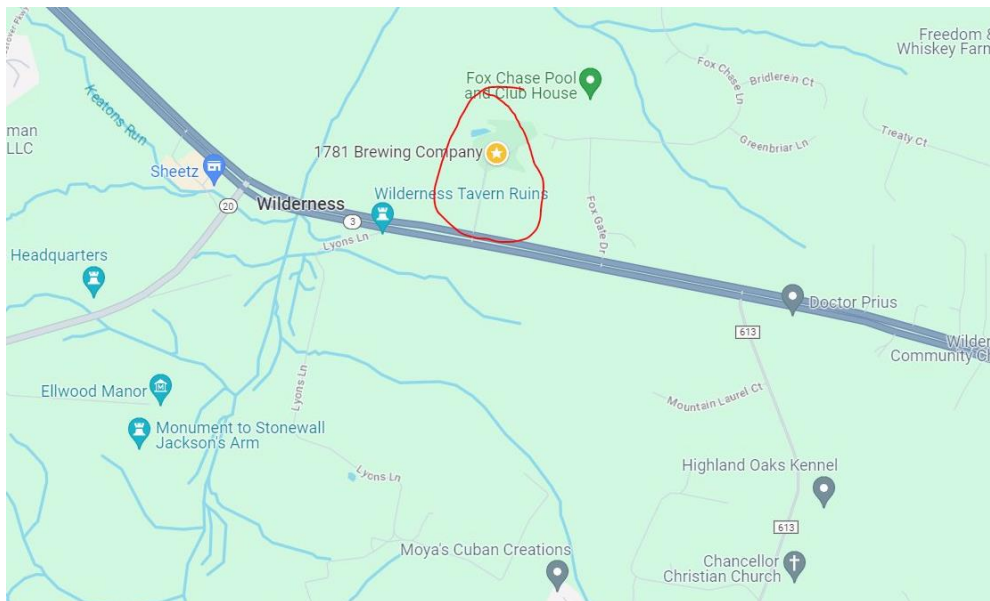 Freedom &
Whiskey Farm
Fox Chase Pool
and Club House
Fox Chase Ln
Bridlerein Ct
Keatons Run
man
LLC
Treaty Ct
1781 Brewing Company
Greenbriar Ln
Sheetz
Wilderness Tavern Ruins
20
Wilderness
3
Fox Gate Dr
Lyons Ln
Headquarters
Doctor Prius
613
Wilder
Community C
Ellwood Manor
Lyons Ln
Mountain Laurel Ct
Monument to Stonewall
Jackson's Arm
Highland Oaks Kennel
Lyons Ln
613
Moya's Cuban Creations
Chancellor
Christian Church